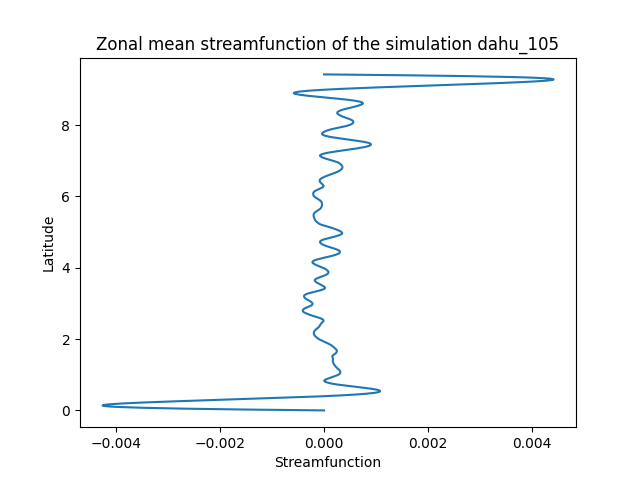 Zonal mean streamfunction of the simulation dahu_105
Latitude
8
6
4
2
0
−0.004 −0.002 0.000 0.002 0.004
Streamfunction